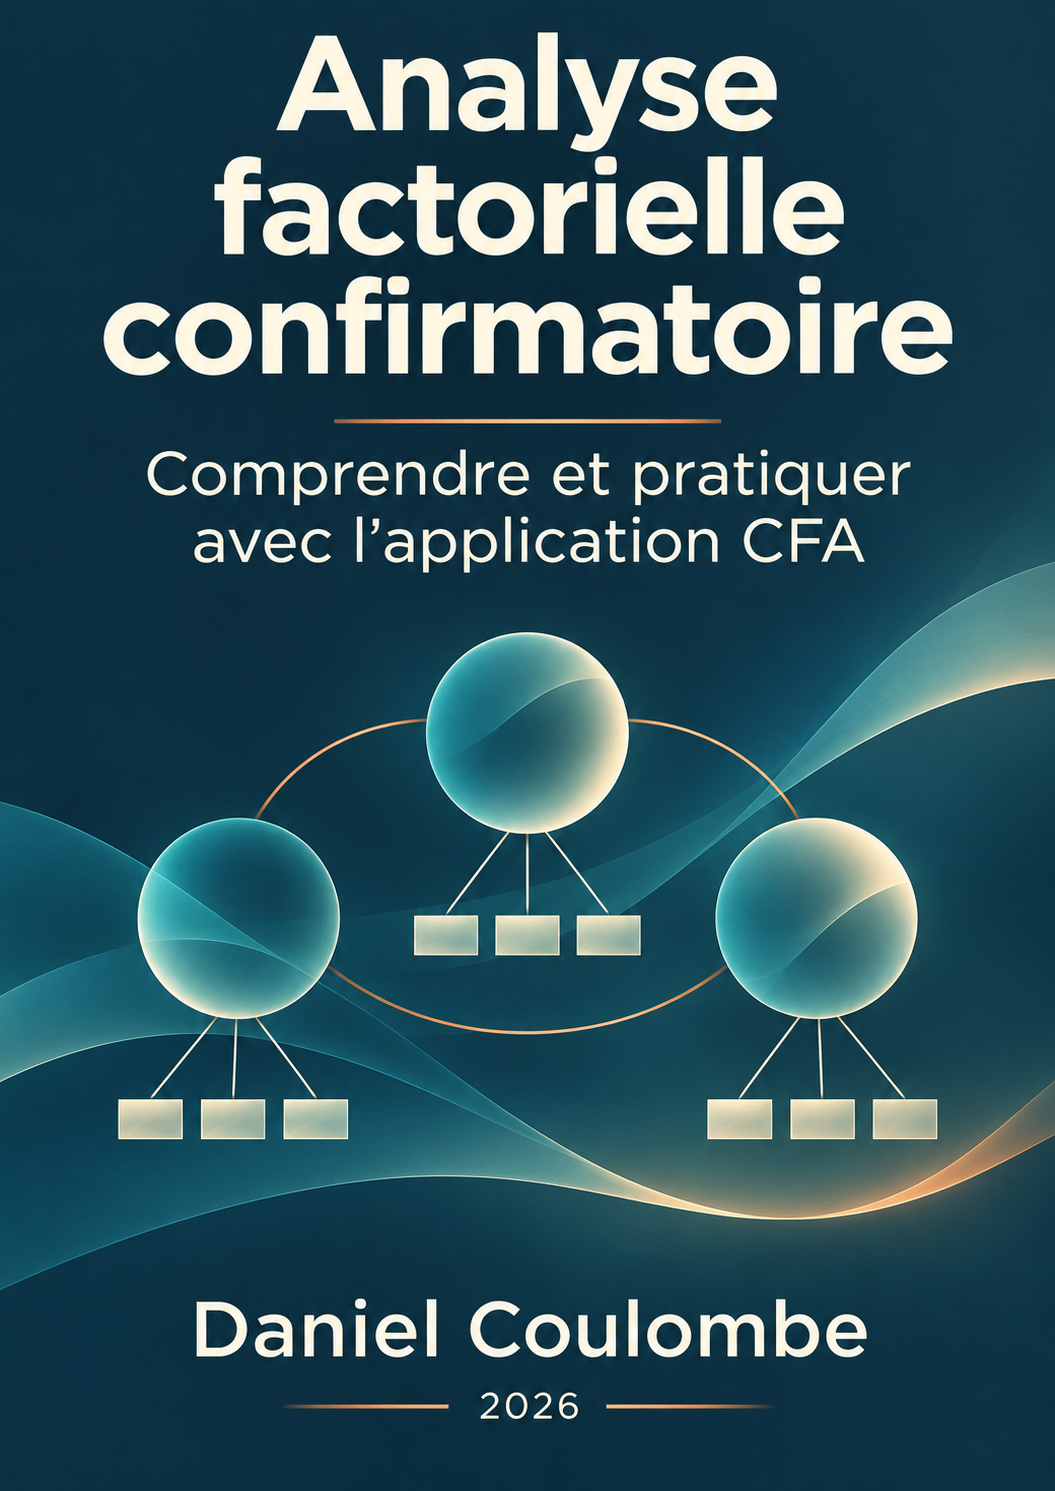 Analyse
factorielle
confirmatoire
Comprendre et pratiquer
avec l’application CFA
Daniel Coulombe
2026